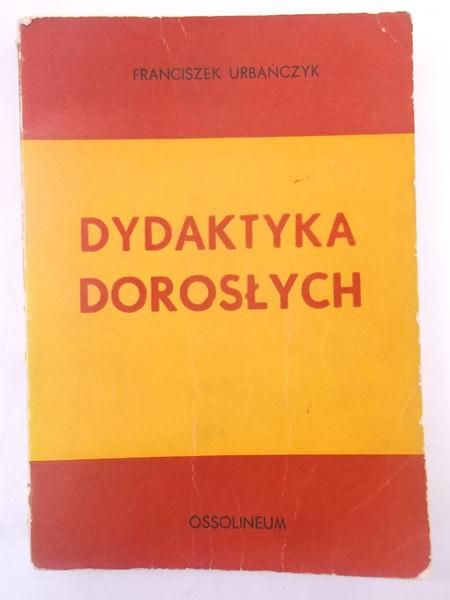 FRANCISZEK URBAŃCZYK
DYDAKTYKA
DOROSŁYCH
OSSOLINEUM